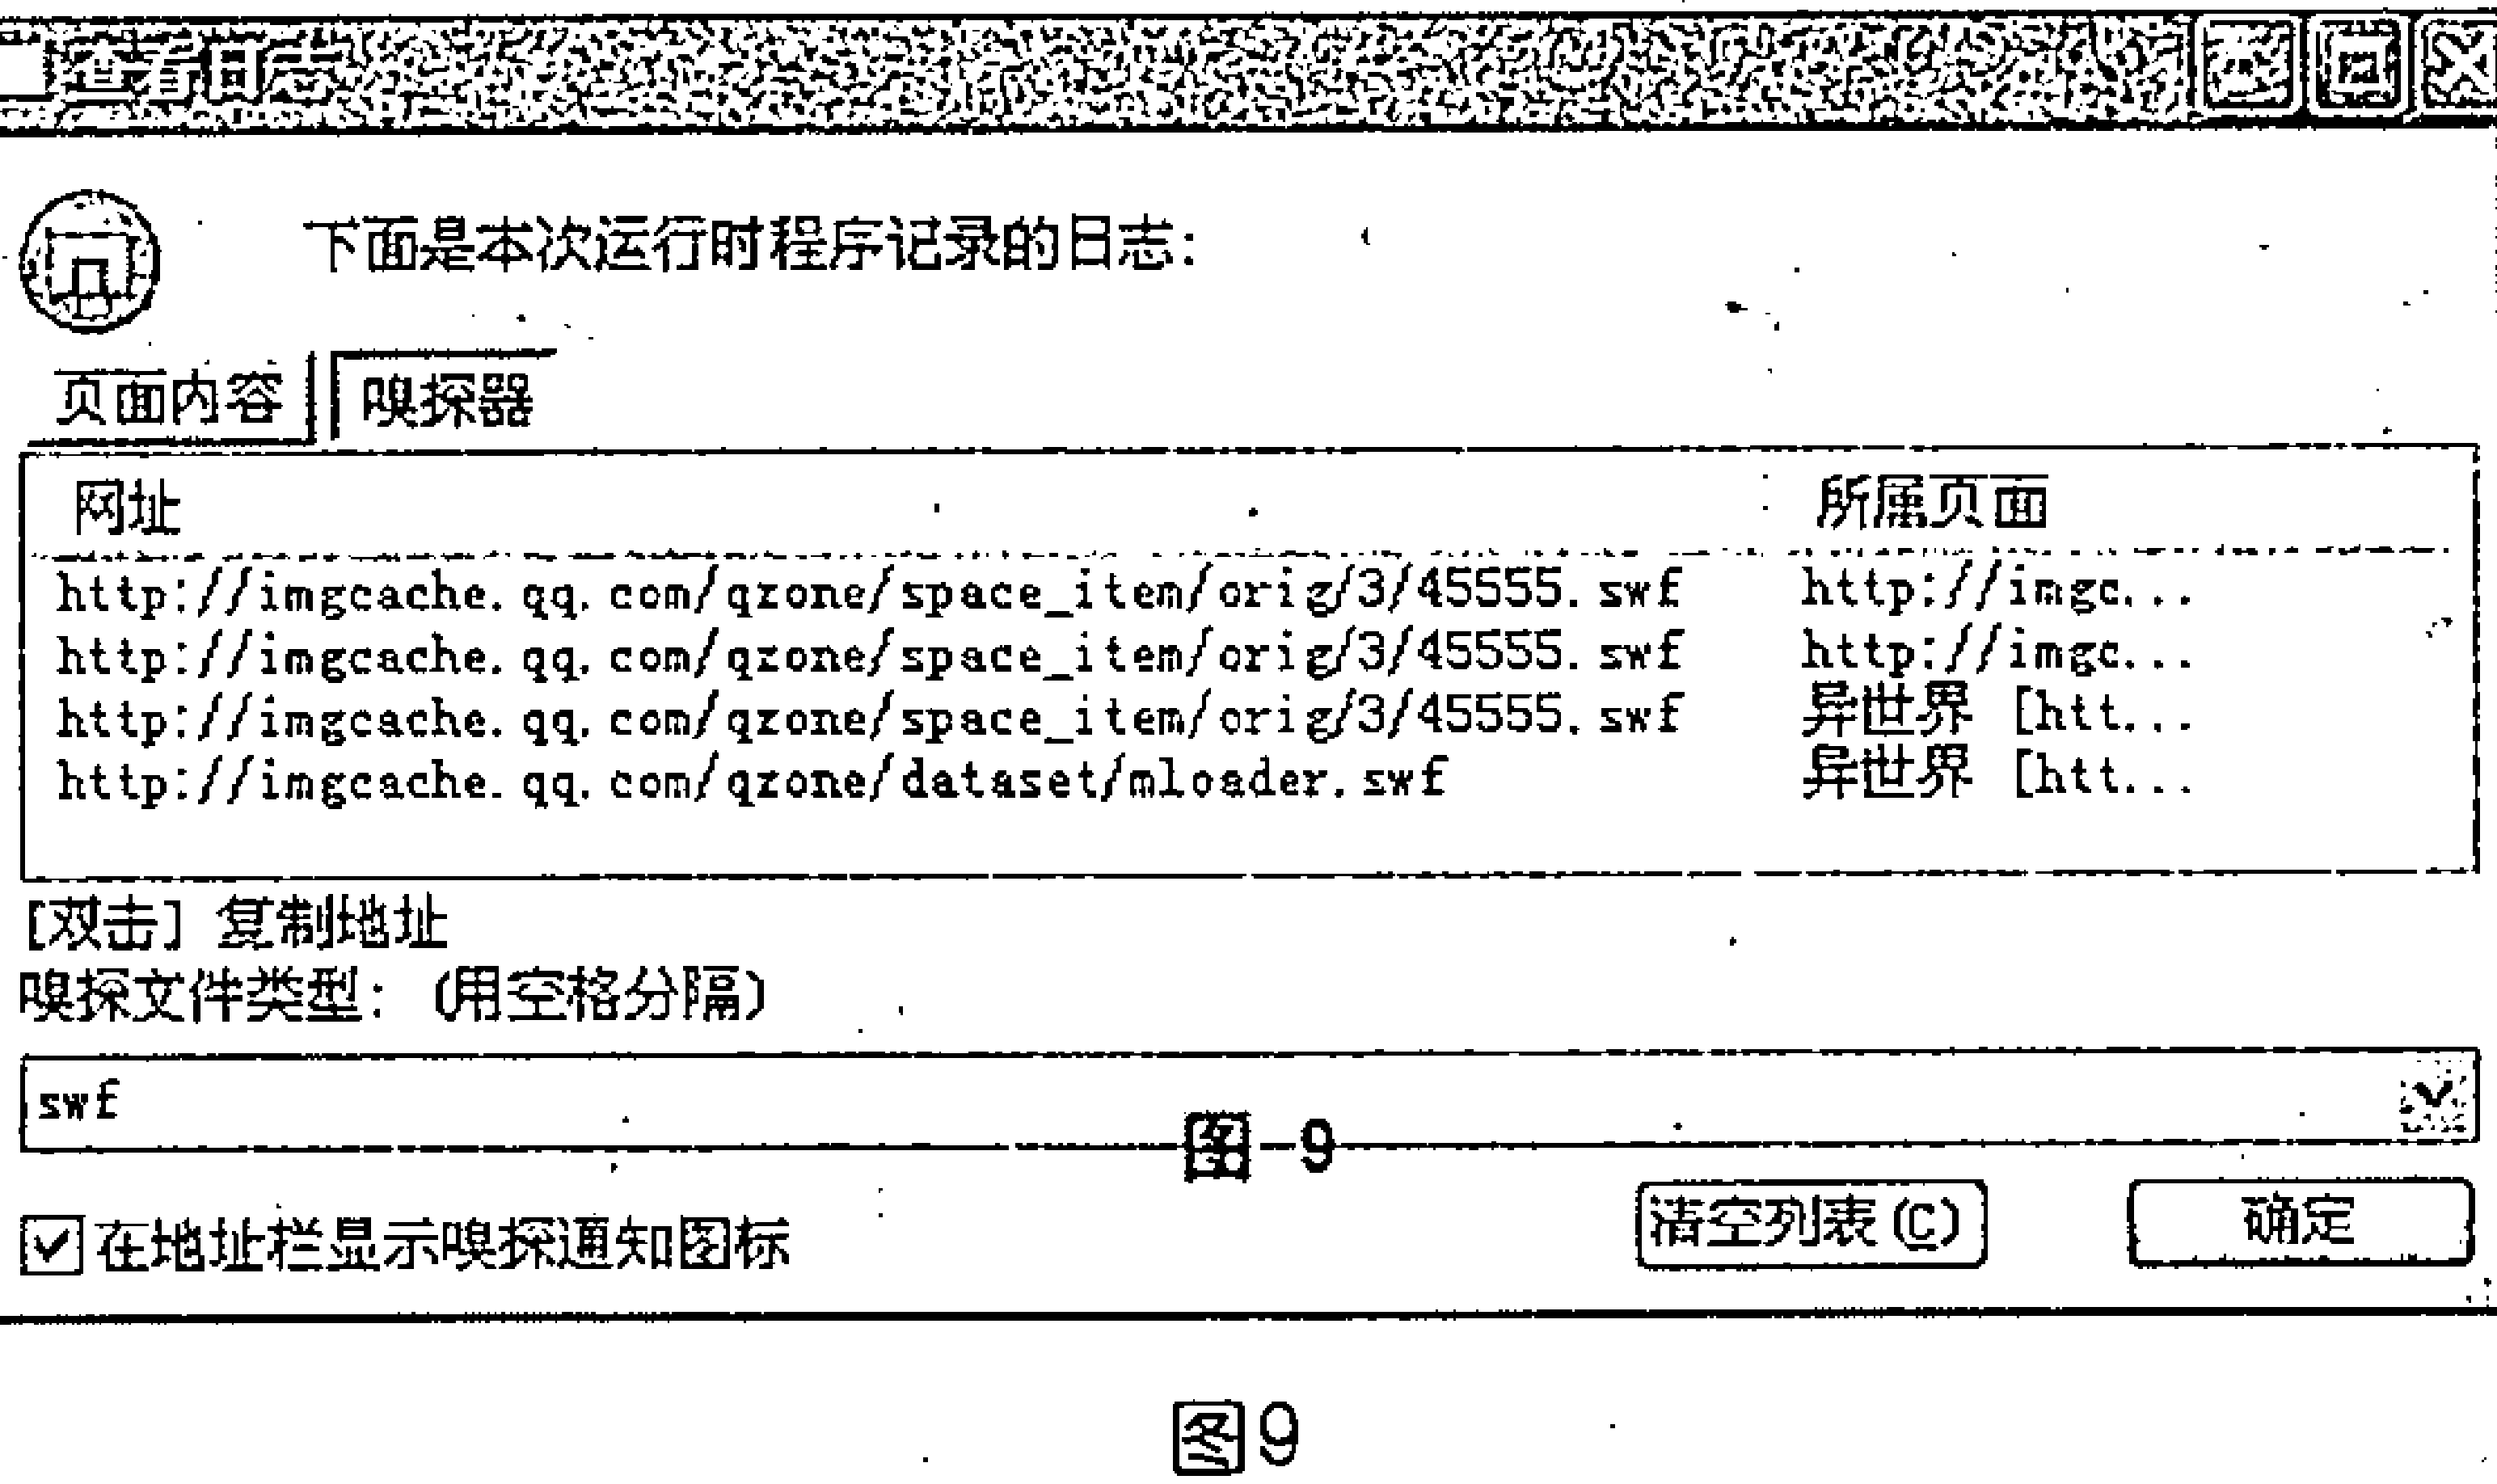 查看日志
下面是本次运行时程序记录的日志:
页面内容 嗅探器
网址 所属页面
http://imgcache.qq.com/qzone/space_item/orig/3/45555.swf http://imgc...
http://imgcache.qq.com/qzone/space_item/orig/3/45555.swf http://imgc...
http://imgcache.qq.com/qzone/space_item/orig/3/45555.swf 异世界 [htt...
http://imgcache.qq.com/qzone/dataset/mloader.swf 异世界 [htt...
[双击] 复制地址
嗅探文件类型: (用空格分隔)
swf
图-9
在地址栏显示嗅探通知图标 清空列表(C) 确定
图9